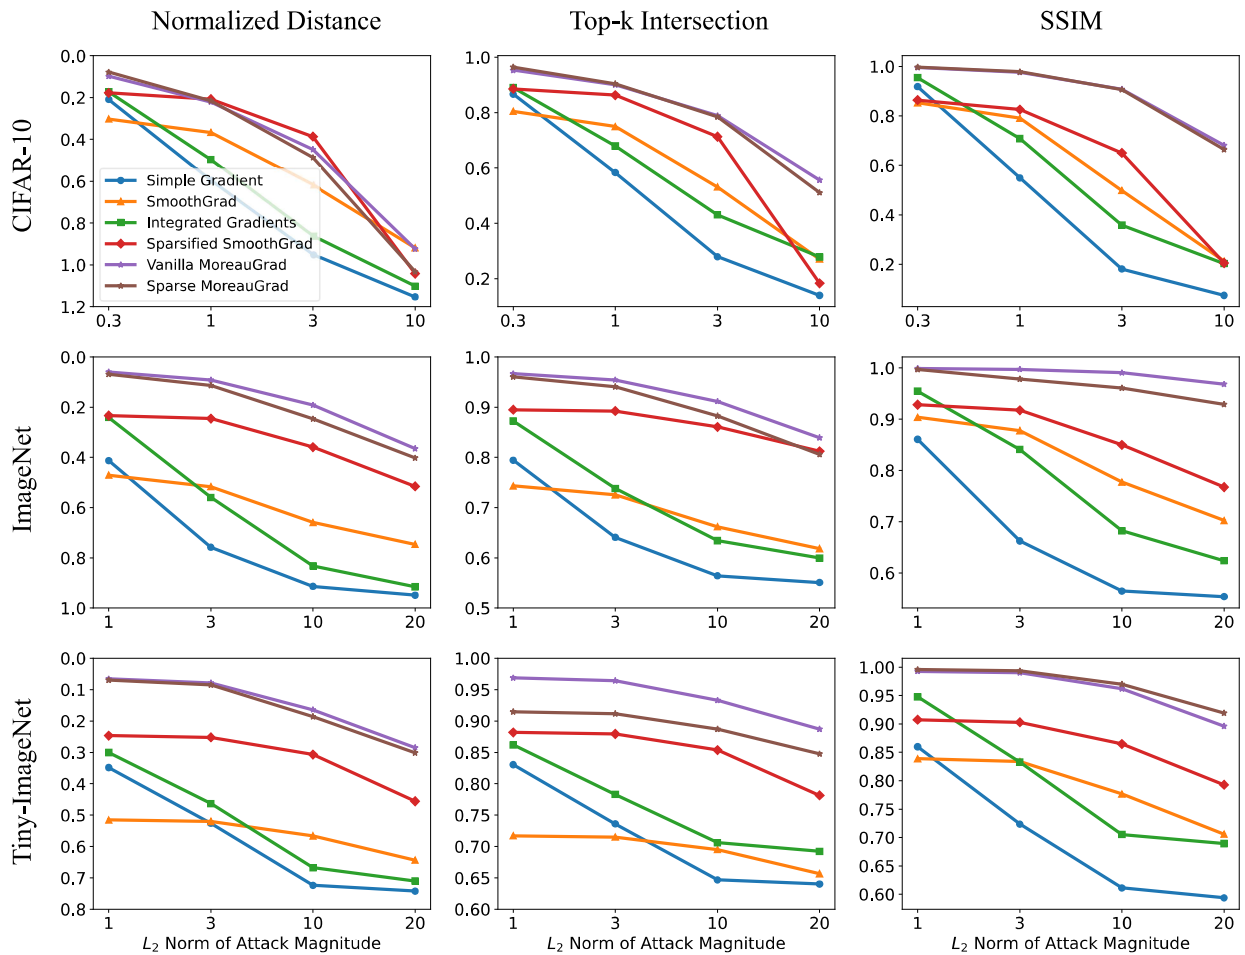 Normalized Distance Top-k Intersection SSIM
CIFAR-10
0.0
0.2
0.4
0.6
0.8
1.0
1.2
0.3 1 3 10
Simple Gradient
SmoothGrad
Integrated Gradients
Sparsified SmoothGrad
Vanilla MoreauGrad
Sparse MoreauGrad
1.0
0.8
0.6
0.4
0.2
0.3 1 3 10
1.0
0.8
0.6
0.4
0.2
0.3 1 3 10
ImageNet
0.0
0.2
0.4
0.6
0.8
1.0
1 3 10 20
1.0
0.9
0.8
0.7
0.6
0.5
1 3 10 20
1.0
0.9
0.8
0.7
0.6
1 3 10 20
Tiny-ImageNet
0.0
0.1
0.2
0.3
0.4
0.5
0.6
0.7
0.8
1 3 10 20
L₂ Norm of Attack Magnitude
1.00
0.95
0.90
0.85
0.80
0.75
0.70
0.65
0.60
1 3 10 20
L₂ Norm of Attack Magnitude
1.00
0.95
0.90
0.85
0.80
0.75
0.70
0.65
0.60
1 3 10 20
L₂ Norm of Attack Magnitude